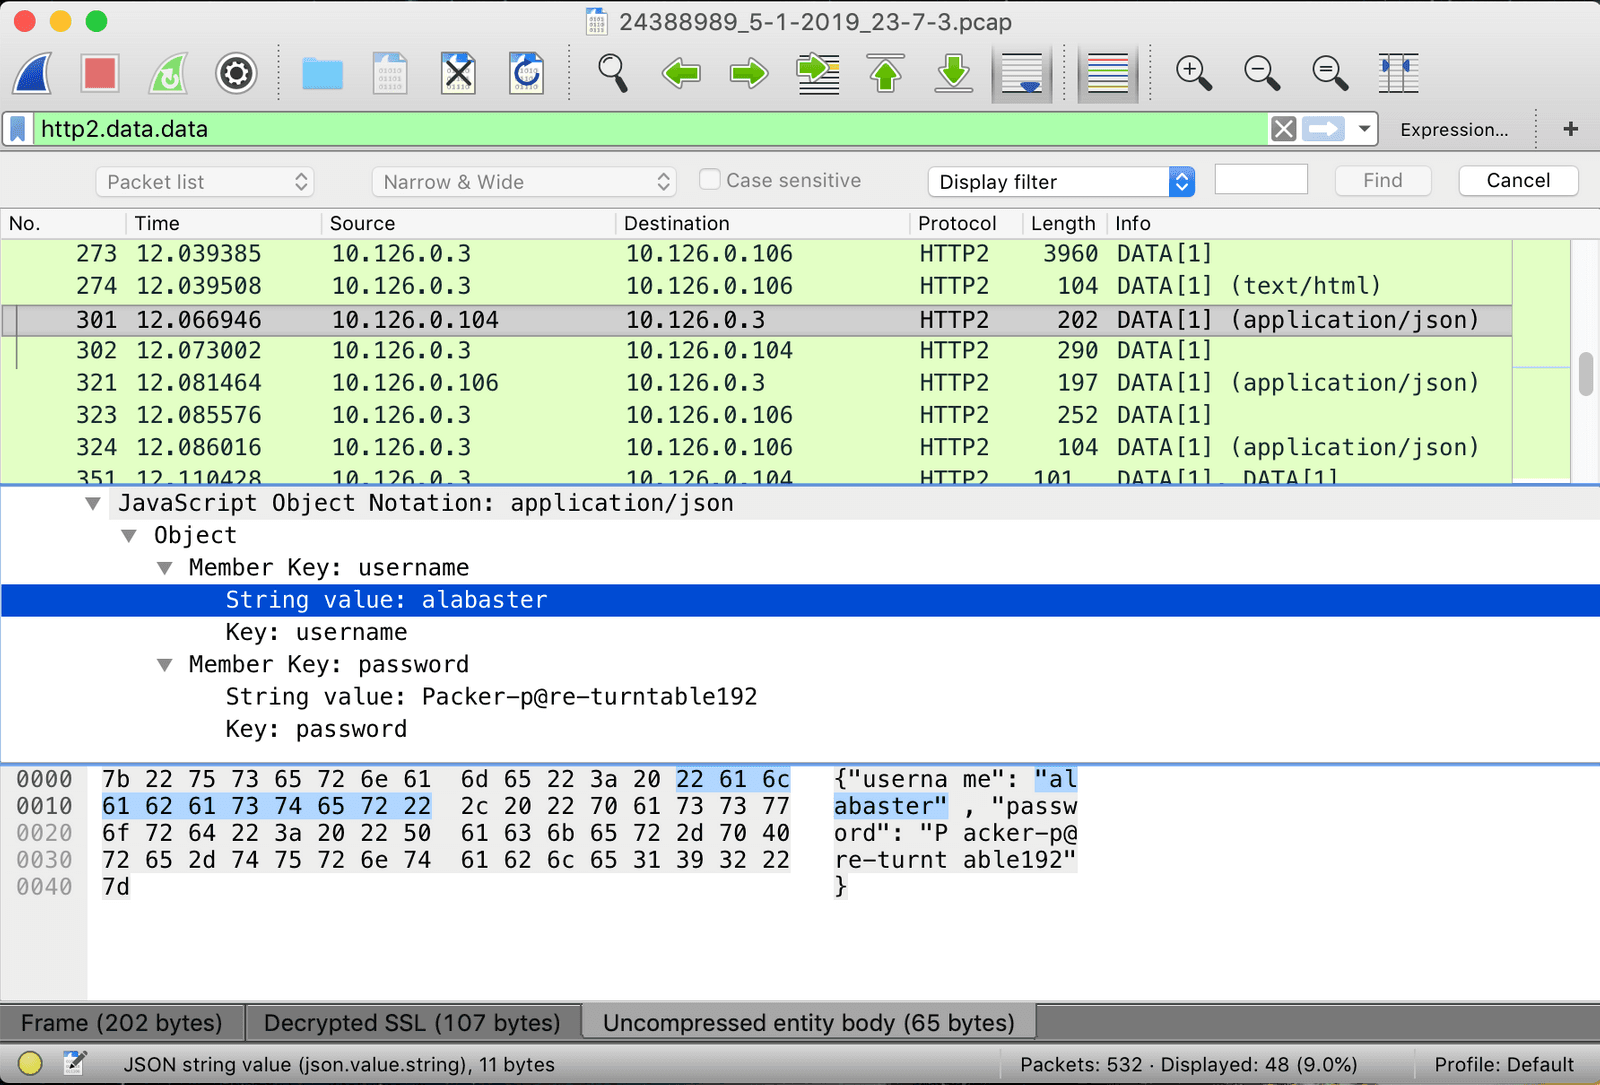 24388989_5-1-2019_23-7-3.pcap
http2.data.data Expression... +
Packet list Narrow & Wide Case sensitive Display filter Find Cancel
No. Time Source Destination Protocol Length Info
273 12.039385 10.126.0.3 10.126.0.106 HTTP2 3960 DATA[1]
274 12.039508 10.126.0.3 10.126.0.106 HTTP2 104 DATA[1] (text/html)
301 12.066946 10.126.0.104 10.126.0.3 HTTP2 202 DATA[1] (application/json)
302 12.073002 10.126.0.3 10.126.0.104 HTTP2 290 DATA[1]
321 12.081464 10.126.0.106 10.126.0.3 HTTP2 197 DATA[1] (application/json)
323 12.085576 10.126.0.3 10.126.0.106 HTTP2 252 DATA[1]
324 12.086016 10.126.0.3 10.126.0.106 HTTP2 104 DATA[1] (application/json)
351 12.110428 10.126.0.3 10.126.0.104 HTTP2 101 DATA[1], DATA[1]
JavaScript Object Notation: application/json
Object
Member Key: username
String value: alabaster
Key: username
Member Key: password
String value: Packer-p@re-turntable192
Key: password
0000 7b 22 75 73 65 72 6e 61 6d 65 22 3a 20 22 61 6c {"userna me": "al
0010 61 62 61 73 74 65 72 22 2c 20 22 70 61 73 73 77 abaster" , "passw
0020 6f 72 64 22 3a 20 22 50 61 63 6b 65 72 2d 70 40 ord": "P acker-p@
0030 72 65 2d 74 75 72 6e 74 61 62 6c 65 31 39 32 22 re-turnt able192"
0040 7d }
Frame (202 bytes) Decrypted SSL (107 bytes) Uncompressed entity body (65 bytes)
JSON string value (json.value.string), 11 bytes Packets: 532 · Displayed: 48 (9.0%) Profile: Default